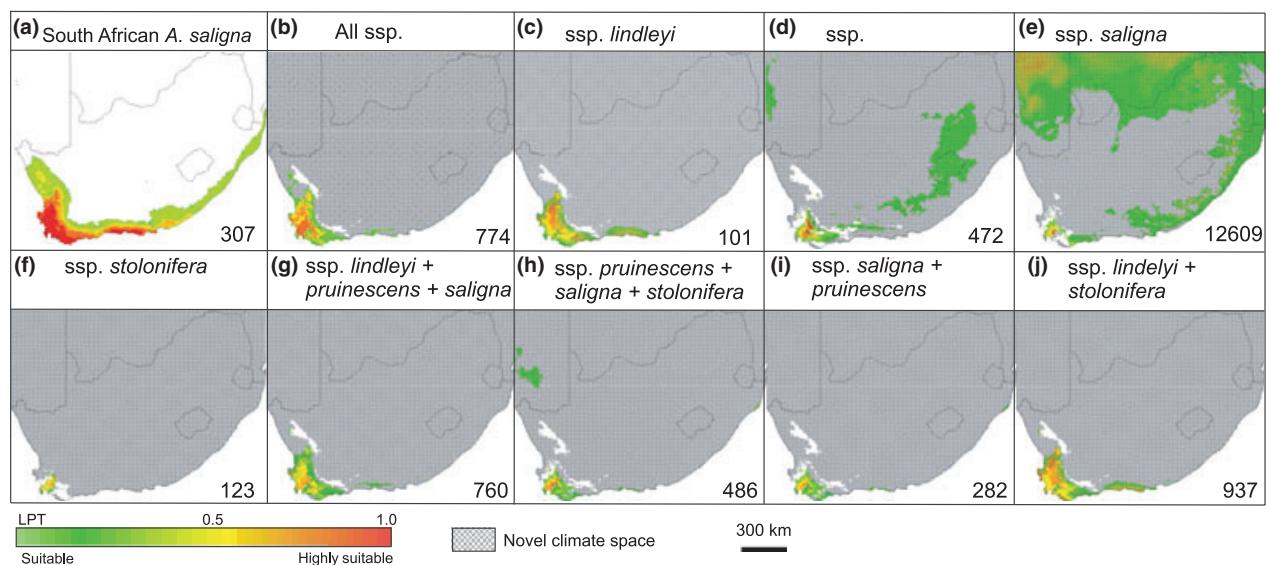 (a) South African A. saligna
(b) All ssp.
(c) ssp. lindleyi
(d) ssp.
(e) ssp. saligna
307
774
101
472
12609
(f) ssp. stolonifera
(g) ssp. lindleyi +
pruinescens + saligna
(h) ssp. pruinescens +
saligna + stolonifera
(i) ssp. saligna +
pruinescens
(j) ssp. lindelyi +
stolonifera
123
760
486
282
937
LPT 0.5 1.0
Suitable Highly suitable
Novel climate space
300 km